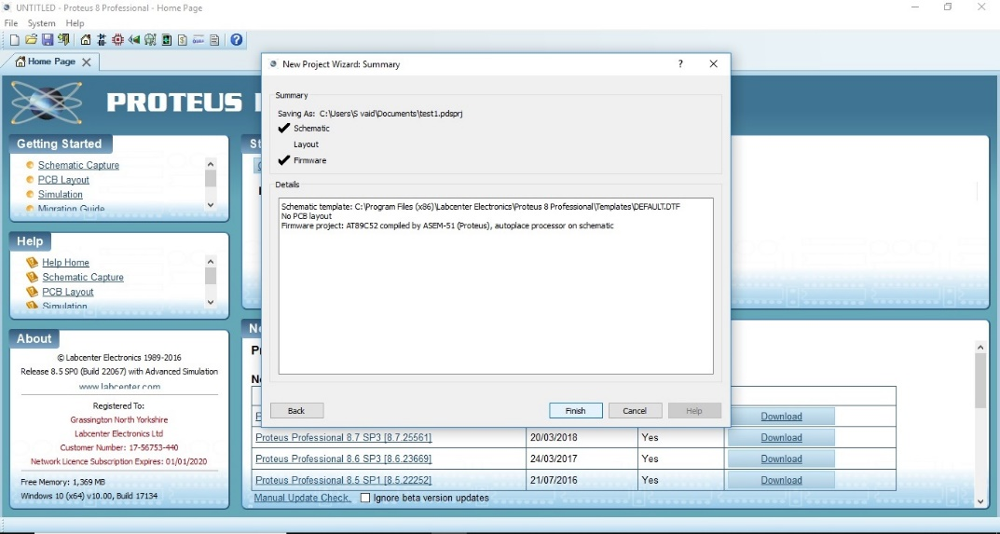 UNTITLED - Proteus 8 Professional - Home Page
File System Help
Home Page
New Project Wizard: Summary
?
PROTEUS
Summary
Saving As: C:\Users\S vaid\Documents\test1.pdsprj
Schematic
Layout
Firmware
Details
Schematic template: C:\Program Files (x86)\Labcenter Electronics\Proteus 8 Professional\Templates\DEFAULT.DTF
No PCB layout
Firmware project: AT89C52 compiled by ASEM-51 (Proteus), autoplace processor on schematic
Back Finish Cancel Help
Getting Started
Schematic Capture
PCB Layout
Simulation
Migration Guide
Help
Help Home
Schematic Capture
PCB Layout
Simulation
About
© Labcenter Electronics 1989-2016
Release 8.5 SP0 (Build 22067) with Advanced Simulation
www.labcenter.com
Registered To:
Grassington North Yorkshire
Labcenter Electronics Ltd
Customer Number: 17-56753-440
Network Licence Subscription Expires: 01/01/2020
Free Memory: 1,369 MB
Windows 10 (x64) v10.00, Build 17134
Download
Proteus Professional 8.7 SP3 [8.7.25561] 20/03/2018 Yes Download
Proteus Professional 8.6 SP3 [8.6.23669] 24/03/2017 Yes Download
Proteus Professional 8.5 SP1 [8.5.22252] 21/07/2016 Yes Download
Manual Update Check. Ignore beta version updates